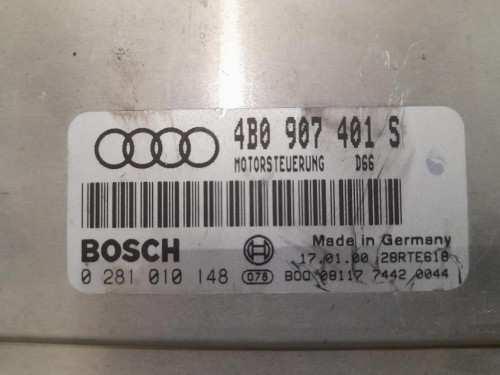 4B0 907 401 S
MOTORSTEUERUNG D66
BOSCH
Made in Germany
17.01.00 28RTE618
0 281 010 148 078 B00 08117 7442 0044